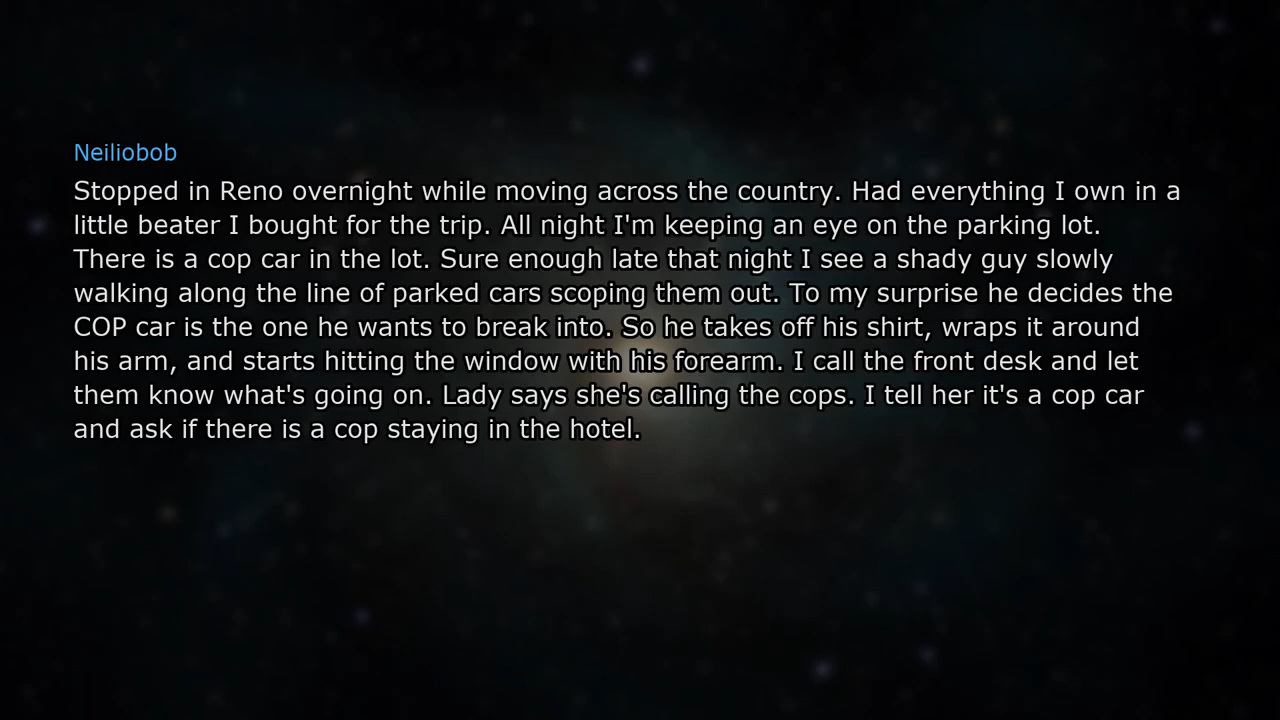 Neiliobob
Stopped in Reno overnight while moving across the country. Had everything I own in a
little beater I bought for the trip. All night I'm keeping an eye on the parking lot.
There is a cop car in the lot. Sure enough late that night I see a shady guy slowly
walking along the line of parked cars scoping them out. To my surprise he decides the
COP car is the one he wants to break into. So he takes off his shirt, wraps it around
his arm, and starts hitting the window with his forearm. I call the front desk and let
them know what's going on. Lady says she's calling the cops. I tell her it's a cop car
and ask if there is a cop staying in the hotel.